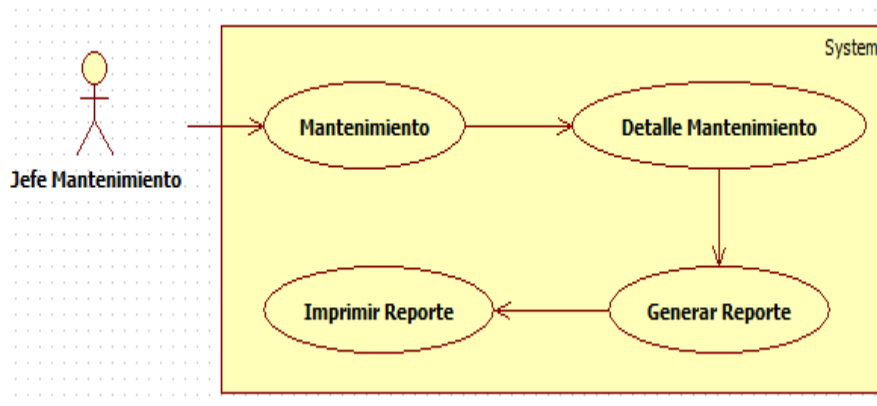 System
Mantenimiento
Detalle Mantenimiento
Jefe Mantenimiento
Imprimir Reporte
Generar Reporte